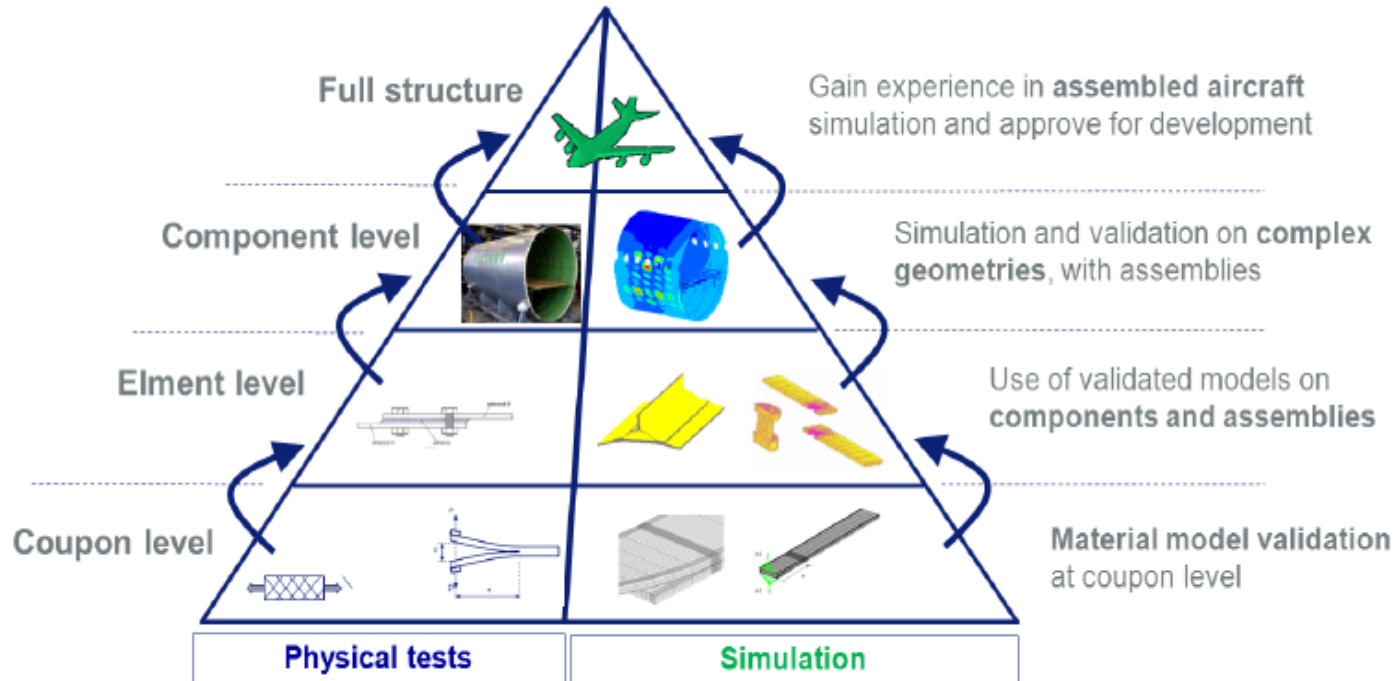 Full structure
Gain experience in assembled aircraft
simulation and approve for development
Component level
Simulation and validation on complex
geometries, with assemblies
Elment level
Use of validated models on
components and assemblies
Coupon level
Material model validation
at coupon level
Physical tests
Simulation